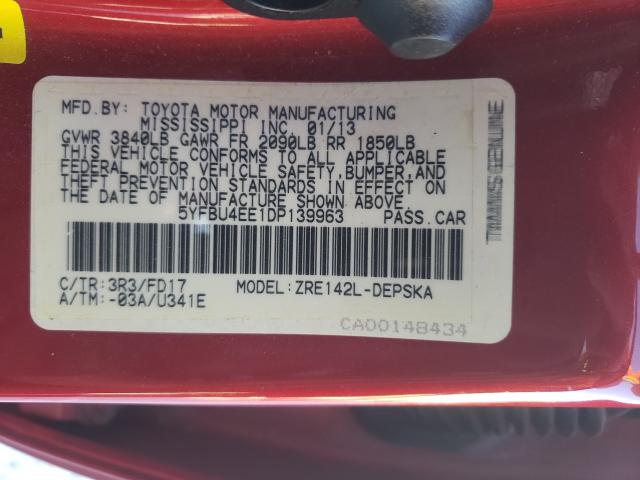 MFD.BY: TOYOTA MOTOR MANUFACTURING
MISSISSIPPI INC. 01/13
GVWR 3840LB GAWR FR 2090LB RR 1850LB
THIS VEHICLE CONFORMS TO ALL APPLICABLE
FEDERAL MOTOR VEHICLE SAFETY,BUMPER,AND
THEFT PREVENTION STANDARDS IN EFFECT ON
THE DATE OF MANUFACTURE SHOWN ABOVE.
5YFBU4EE1DP139963 PASS.CAR
C/TR:3R3/FD17 MODEL:ZRE142L-DEPSKA
A/TM:-03A/U341E
CA00148434